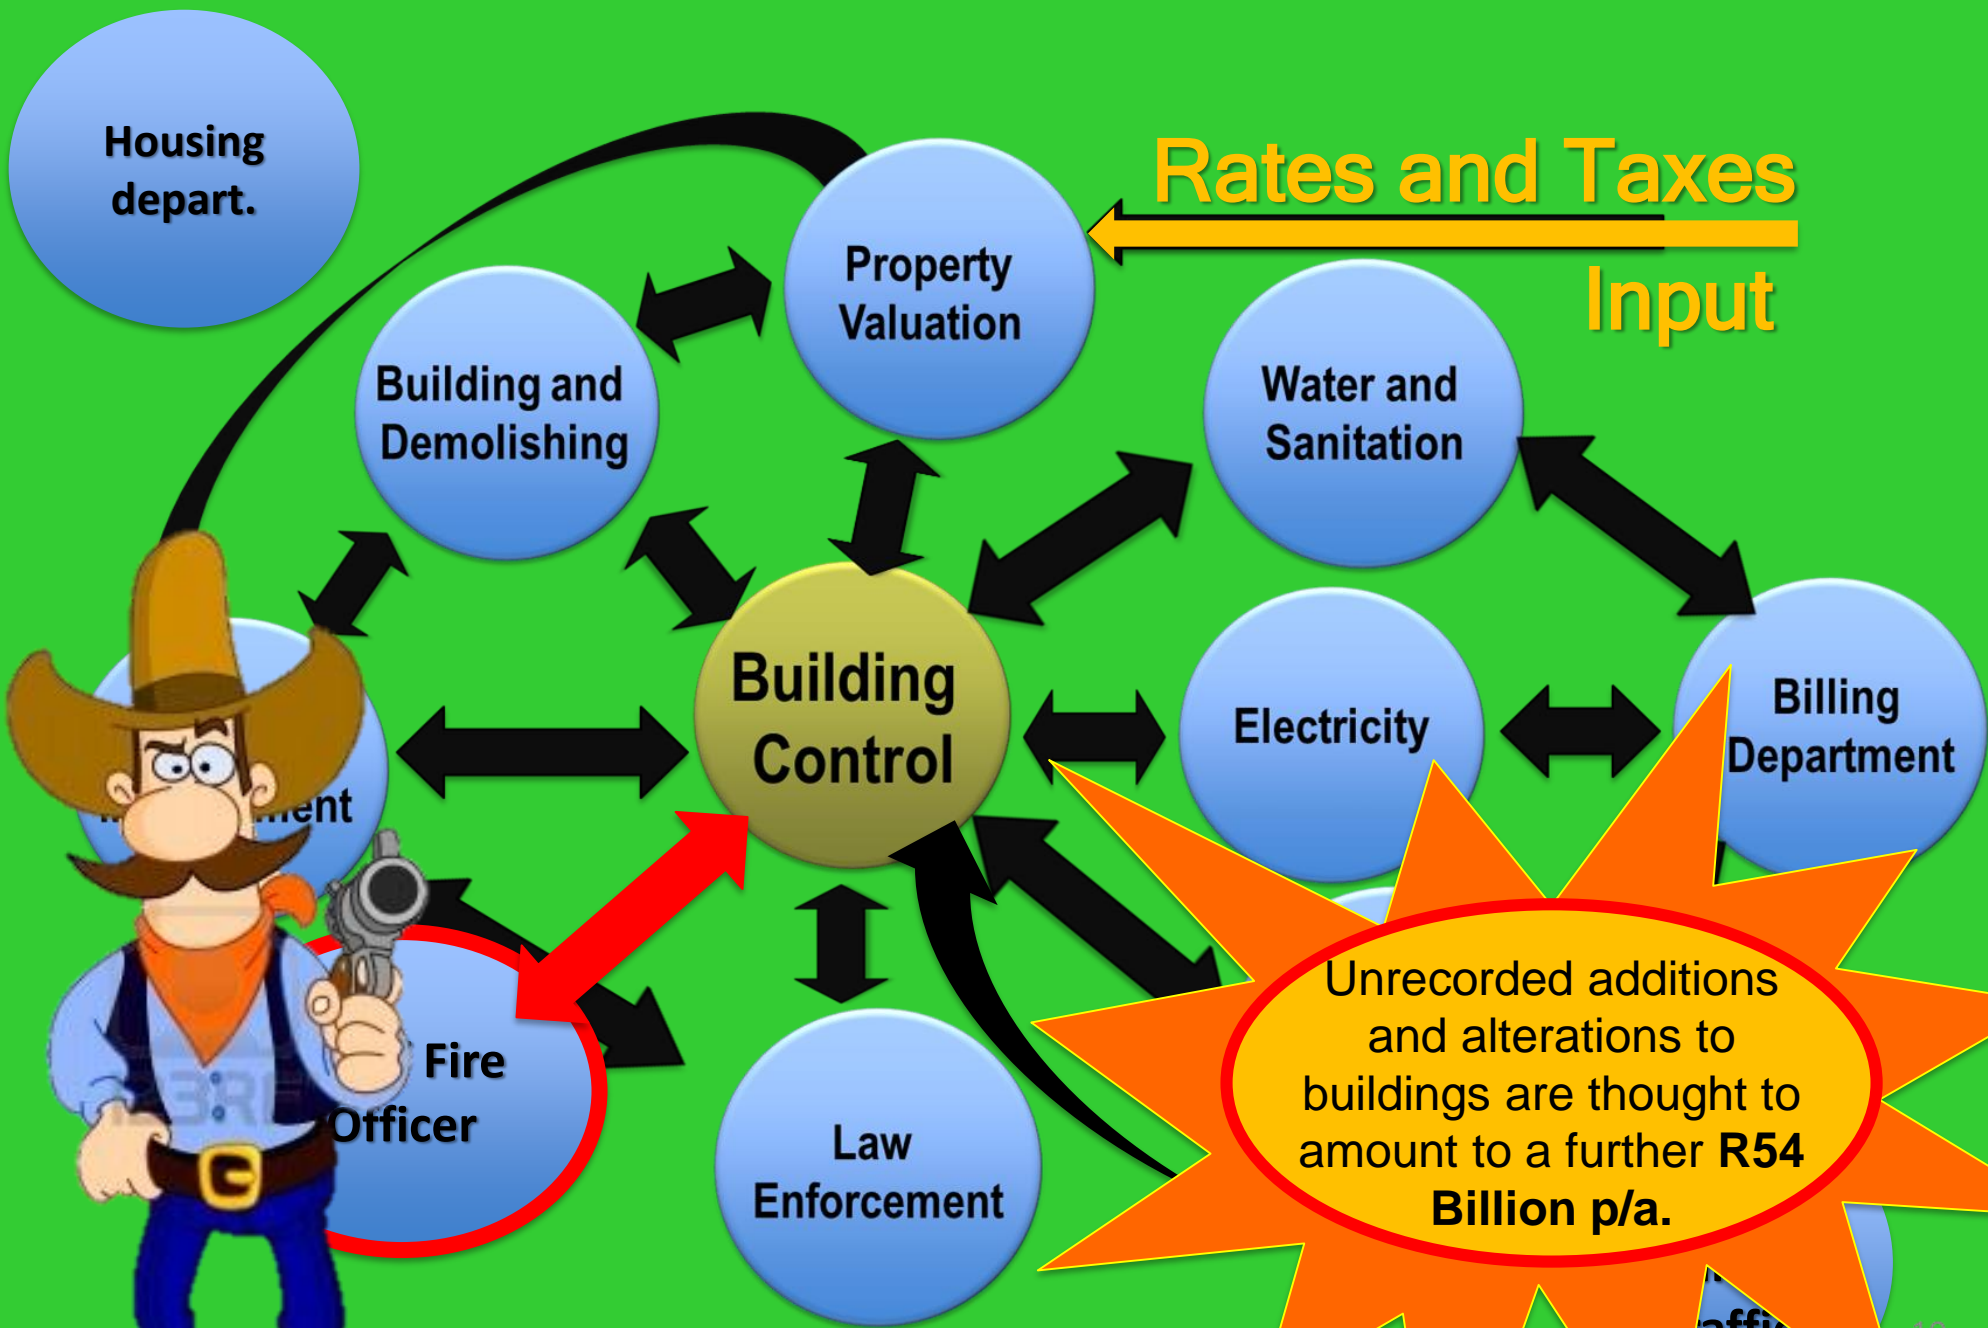 Housing
depart.
Rates and Taxes
Input
Property
Valuation
Building and
Demolishing
Water and
Sanitation
Building
Control
Electricity
Billing
Department
Fire
Officer
Law
Enforcement
Unrecorded additions
and alterations to
buildings are thought to
amount to a further R54
Billion p/a.